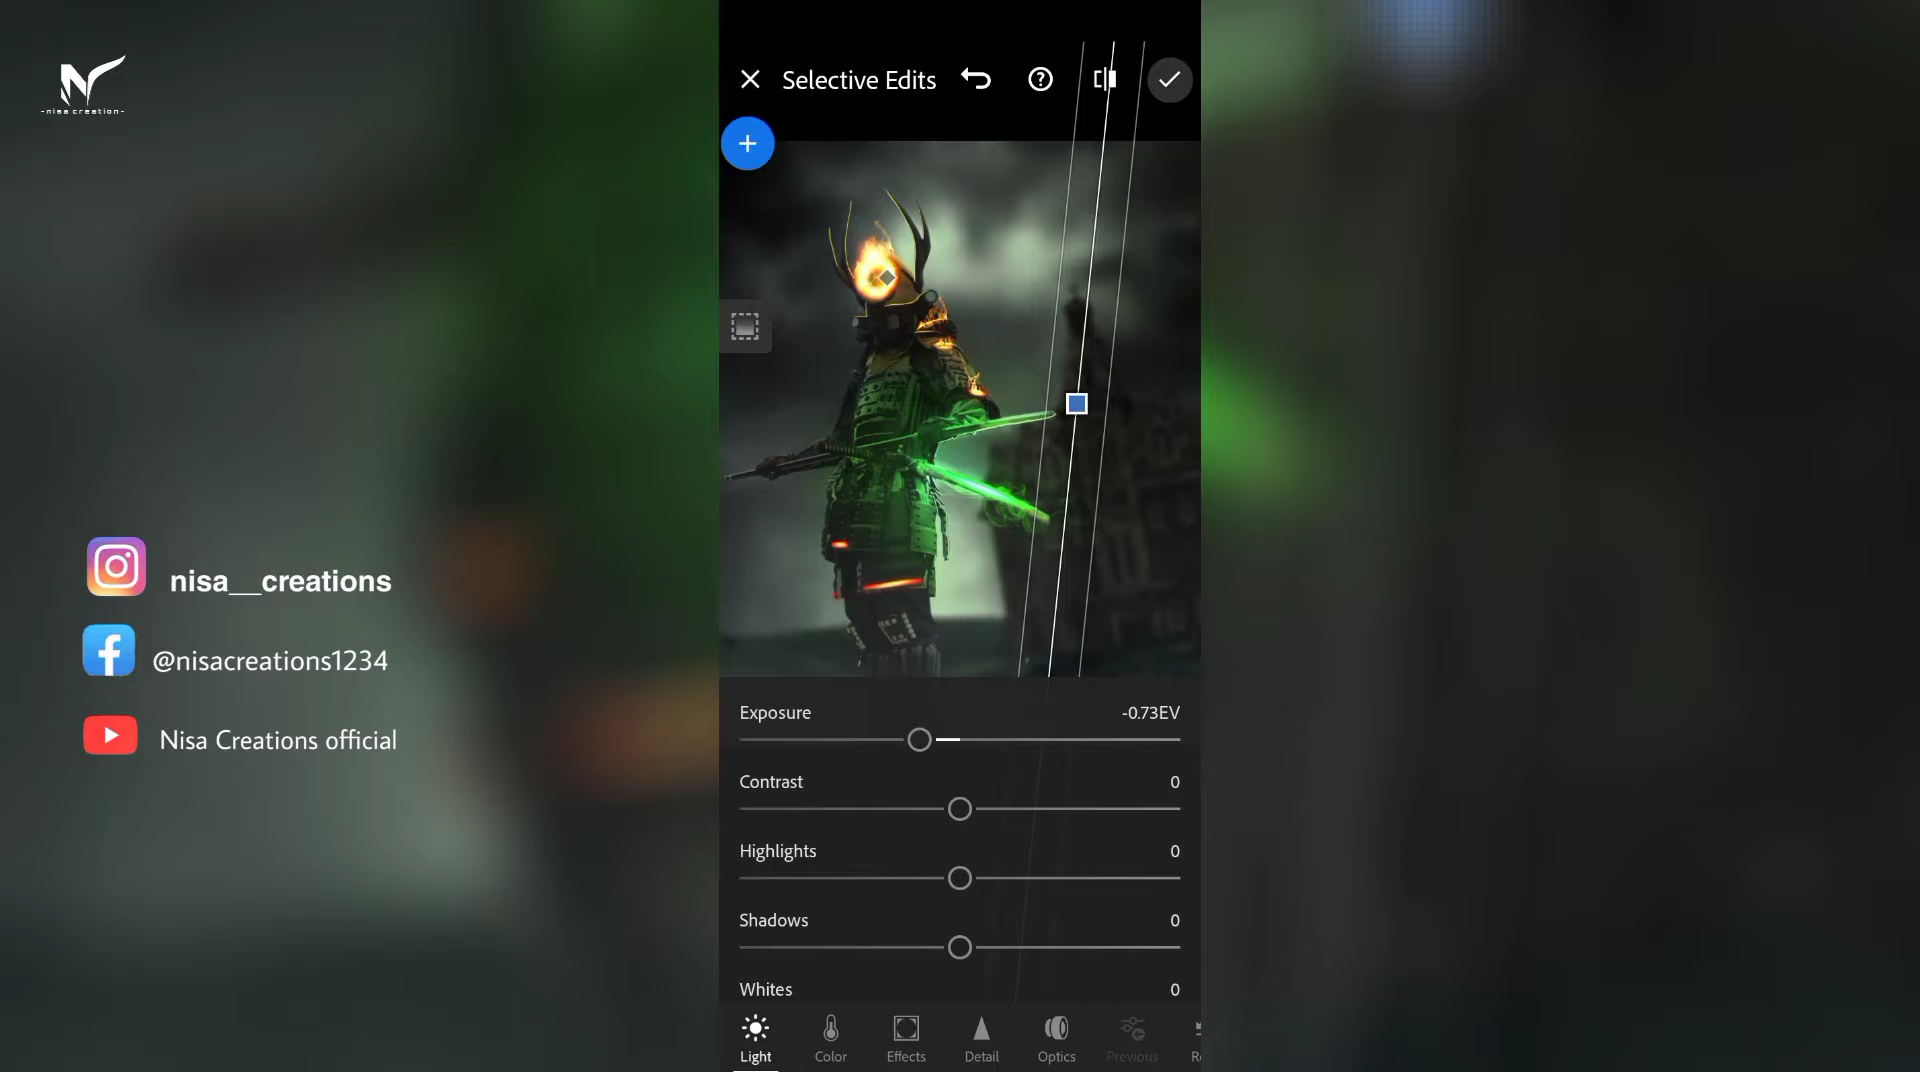 -nisa creation-
Selective Edits
nisa__creations
@nisacreations1234
Nisa Creations official
Exposure -0.73EV
Contrast 0
Highlights 0
Shadows 0
Whites 0
Light Color Effects Detail Optics Previous